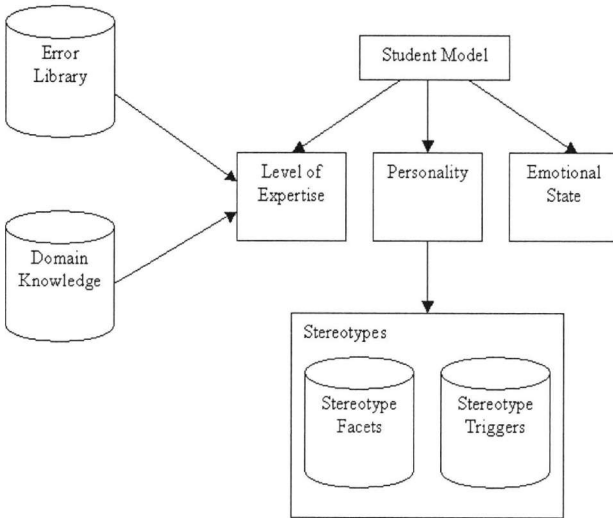 Error
Library
Student Model
Level of
Expertise
Personality
Emotional
State
Domain
Knowledge
Stereotypes
Stereotype
Facets
Stereotype
Triggers